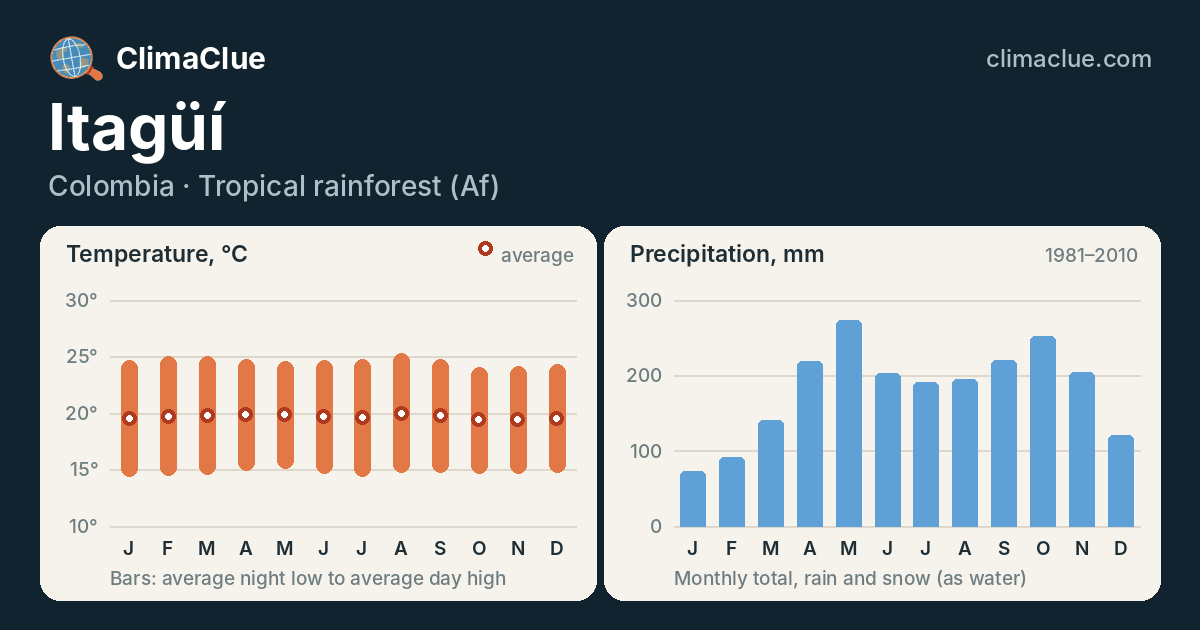 ClimaClue
climaclue.com
Itagüí
Colombia · Tropical rainforest (Af)
Temperature, °C
average
30°
25°
20°
15°
10°
J F M A M J J A S O N D
Bars: average night low to average day high
Precipitation, mm
1981–2010
300
200
100
0
J F M A M J J A S O N D
Monthly total, rain and snow (as water)